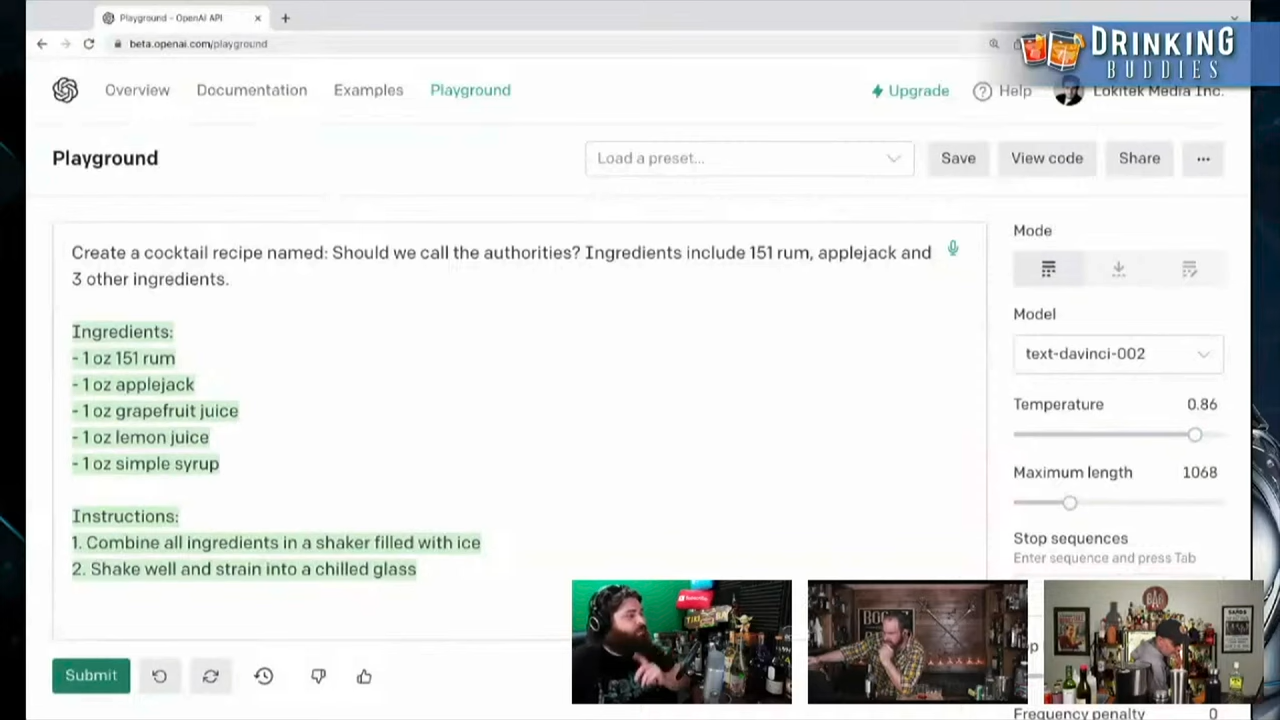 Playground - OpenAI API
beta.openai.com/playground
DRINKING
BUDDIES
Overview
Documentation
Examples
Playground
Upgrade
Help
Lokitek Media Inc.
Playground
Load a preset...
Save
View code
Share
Create a cocktail recipe named: Should we call the authorities? Ingredients include 151 rum, applejack and
3 other ingredients.
Ingredients:
- 1 oz 151 rum
- 1 oz applejack
- 1 oz grapefruit juice
- 1 oz lemon juice
- 1 oz simple syrup
Instructions:
1. Combine all ingredients in a shaker filled with ice
2. Shake well and strain into a chilled glass
Mode
Model
text-davinci-002
Temperature 0.86
Maximum length 1068
Stop sequences
Enter sequence and press Tab
Submit
Frequency penalty 0